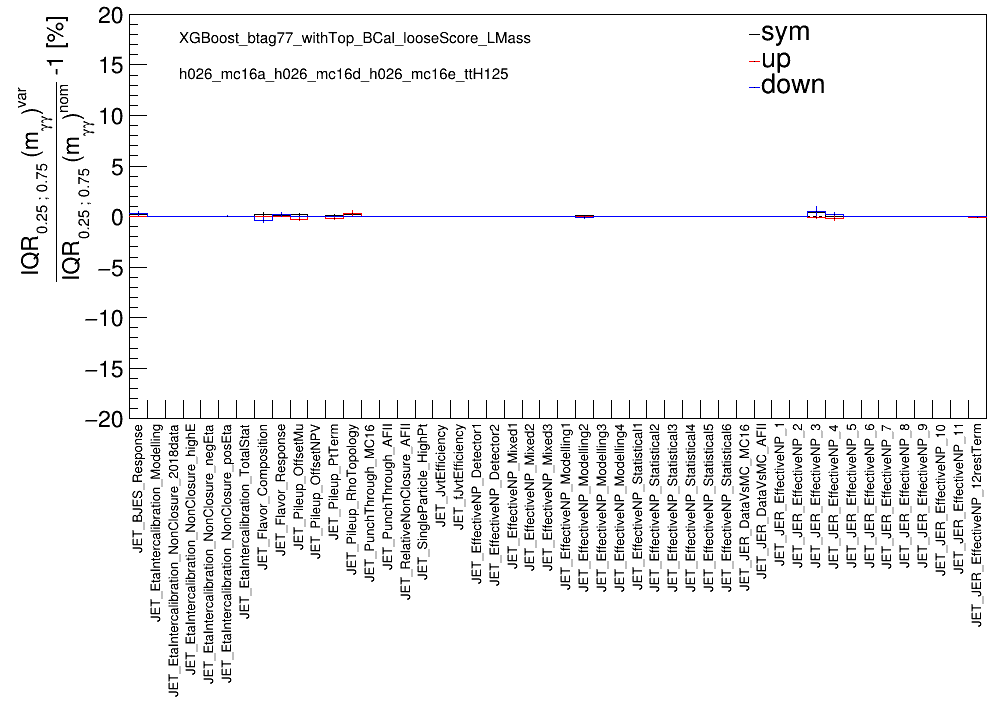 XGBoost_btag77_withTop_BCal_looseScore_LMass
h026_mc16a_h026_mc16d_h026_mc16e_ttH125
sym
up
down
IQR0.25 ; 0.75 (mγγ)var
IQR0.25 ; 0.75 (mγγ)nom
-1 [%]
20
15
10
5
0
−5
−10
−15
−20
JET_BJES_Response
JET_EtaIntercalibration_Modelling
JET_EtaIntercalibration_NonClosure_2018data
JET_EtaIntercalibration_NonClosure_highE
JET_EtaIntercalibration_NonClosure_negEta
JET_EtaIntercalibration_NonClosure_posEta
JET_EtaIntercalibration_TotalStat
JET_Flavor_Composition
JET_Flavor_Response
JET_Pileup_OffsetMu
JET_Pileup_OffsetNPV
JET_Pileup_PtTerm
JET_Pileup_RhoTopology
JET_PunchThrough_MC16
JET_PunchThrough_AFII
JET_RelativeNonClosure_AFII
JET_SingleParticle_HighPt
JET_JvtEfficiency
JET_fJvtEfficiency
JET_EffectiveNP_Detector1
JET_EffectiveNP_Detector2
JET_EffectiveNP_Mixed1
JET_EffectiveNP_Mixed2
JET_EffectiveNP_Mixed3
JET_EffectiveNP_Modelling1
JET_EffectiveNP_Modelling2
JET_EffectiveNP_Modelling3
JET_EffectiveNP_Modelling4
JET_EffectiveNP_Statistical1
JET_EffectiveNP_Statistical2
JET_EffectiveNP_Statistical3
JET_EffectiveNP_Statistical4
JET_EffectiveNP_Statistical5
JET_EffectiveNP_Statistical6
JET_JER_DataVsMC_MC16
JET_JER_DataVsMC_AFII
JET_JER_EffectiveNP_1
JET_JER_EffectiveNP_2
JET_JER_EffectiveNP_3
JET_JER_EffectiveNP_4
JET_JER_EffectiveNP_5
JET_JER_EffectiveNP_6
JET_JER_EffectiveNP_7
JET_JER_EffectiveNP_8
JET_JER_EffectiveNP_9
JET_JER_EffectiveNP_10
JET_JER_EffectiveNP_11
JET_JER_EffectiveNP_12restTerm